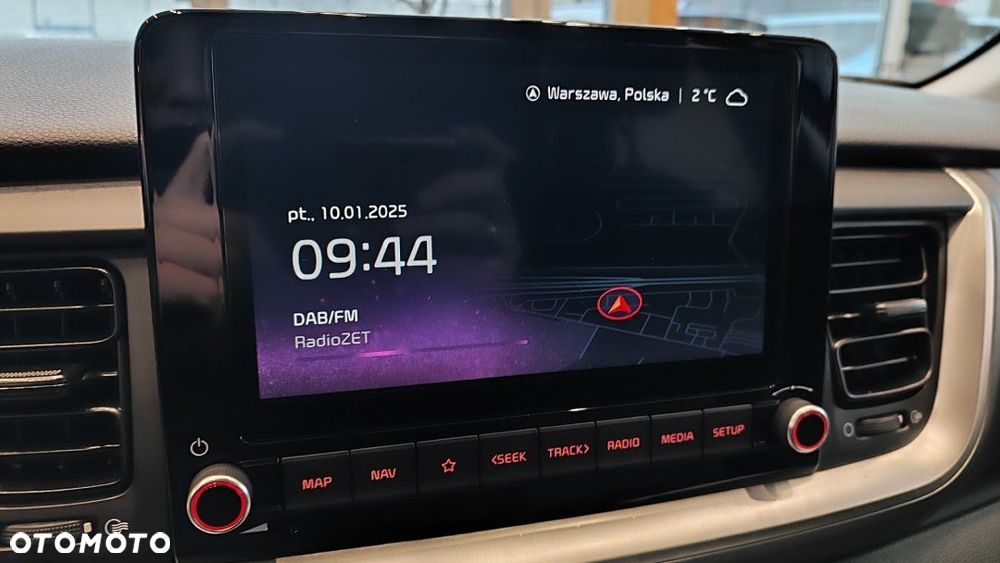 Warszawa, Polska | 2 °C
pt., 10.01.2025
09:44
DAB/FM
RadioZET
MAP
NAV
<SEEK
TRACK>
RADIO
MEDIA
SETUP
OTOMOTO